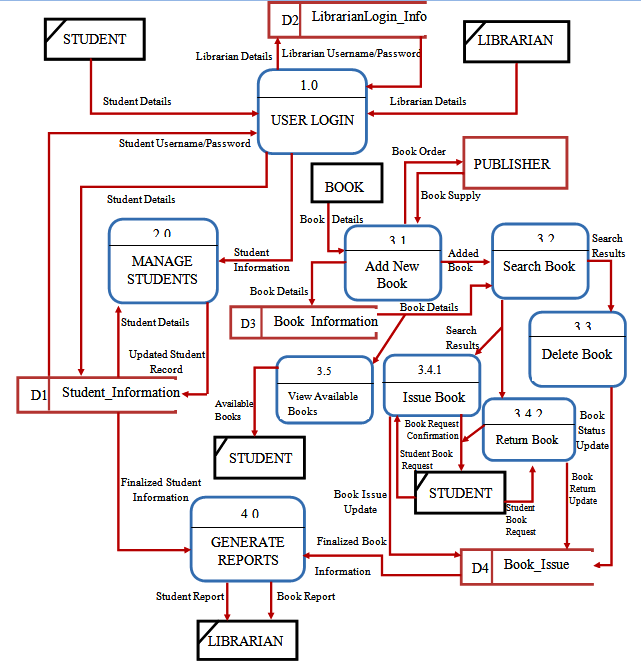 D2 LibrarianLogin_Info
STUDENT
LIBRARIAN
Librarian Details
Librarian Username/Password
1.0
USER LOGIN
Student Details
Librarian Details
Student Username/Password
Book Order
PUBLISHER
BOOK
Student Details
Book Supply
Book Details
2.0
MANAGE
STUDENTS
Student
Information
3.1
Add New
Book
Added
Book
3.2
Search Book
Search
Results
Book Details
Book Details
D3 Book Information
Student Details
Search
Results
3.3
Delete Book
Updated Student
Record
3.5
View Available
Books
3.4.1
Issue Book
D1 Student_Information
Available
Books
3.4.2
Return Book
Book
Status
Update
Book Request
Confirmation
STUDENT
Student Book
Request
Book
Return
Update
Finalized Student
Information
Book Issue
Update
STUDENT
Student
Book
Request
4.0
GENERATE
REPORTS
Finalized Book
Information
D4 Book_Issue
Student Report
Book Report
LIBRARIAN